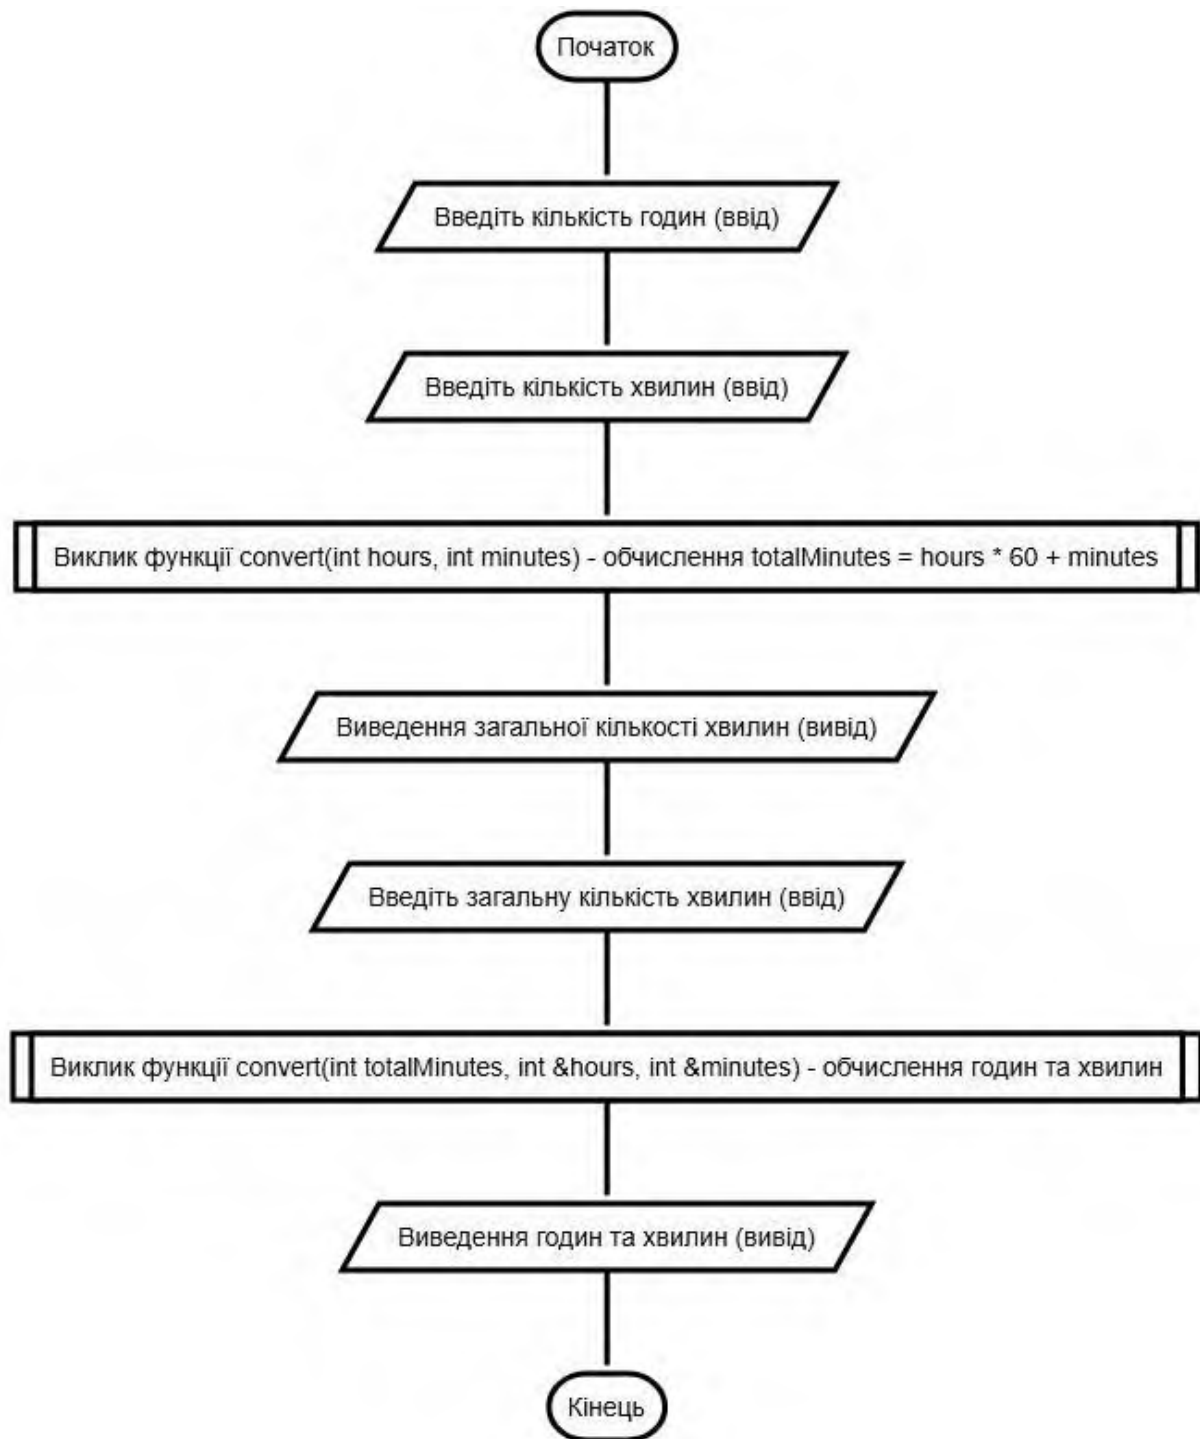 Початок
Введіть кількість годин (ввід)
Введіть кількість хвилин (ввід)
Виклик функції convert(int hours, int minutes) - обчислення totalMinutes = hours * 60 + minutes
Виведення загальної кількості хвилин (вивід)
Введіть загальну кількість хвилин (ввід)
Виклик функції convert(int totalMinutes, int &hours, int &minutes) - обчислення годин та хвилин
Виведення годин та хвилин (вивід)
Кінець